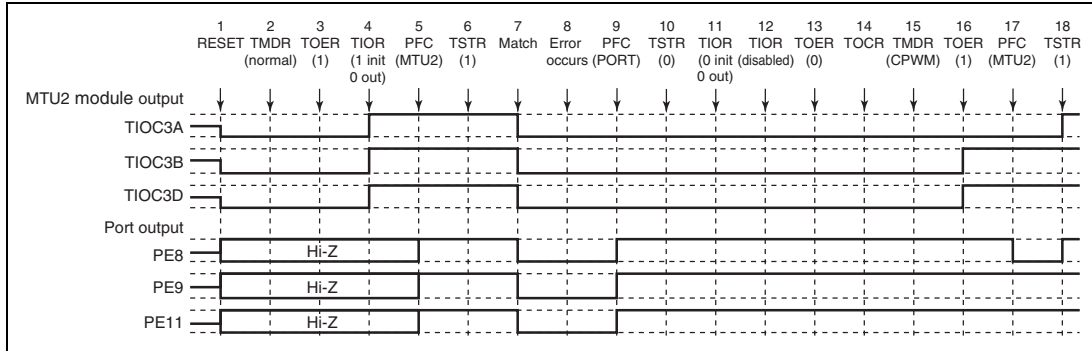 1 2 3 4 5 6 7 8 9 10 11 12 13 14 15 16 17 18
RESET TMDR TOER TIOR PFC TSTR Match Error PFC TSTR TIOR TIOR TOER TOCR TMDR TOER PFC TSTR
(normal) (1) (1 init (MTU2) (1) occurs (PORT) (0) (0 init (disabled) (0) (CPWM) (1) (MTU2) (1)
0 out) 0 out)
MTU2 module output
TIOC3A
TIOC3B
TIOC3D
Port output
PE8 Hi-Z
PE9 Hi-Z
PE11 Hi-Z